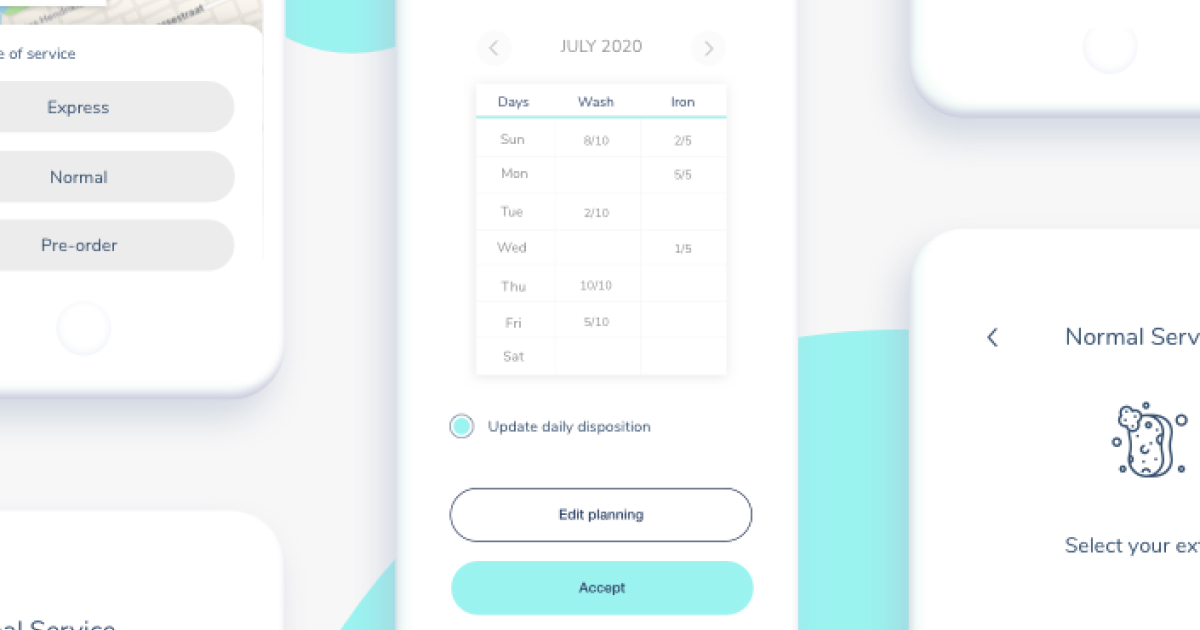 e of service
Express
Normal
Pre-order
al Service
JULY 2020
Days Wash Iron
Sun 8/10 2/5
Mon 5/5
Tue 2/10
Wed 1/5
Thu 10/10
Fri 5/10
Sat
Update daily disposition
Edit planning
Accept
Normal Serv
Select your ex